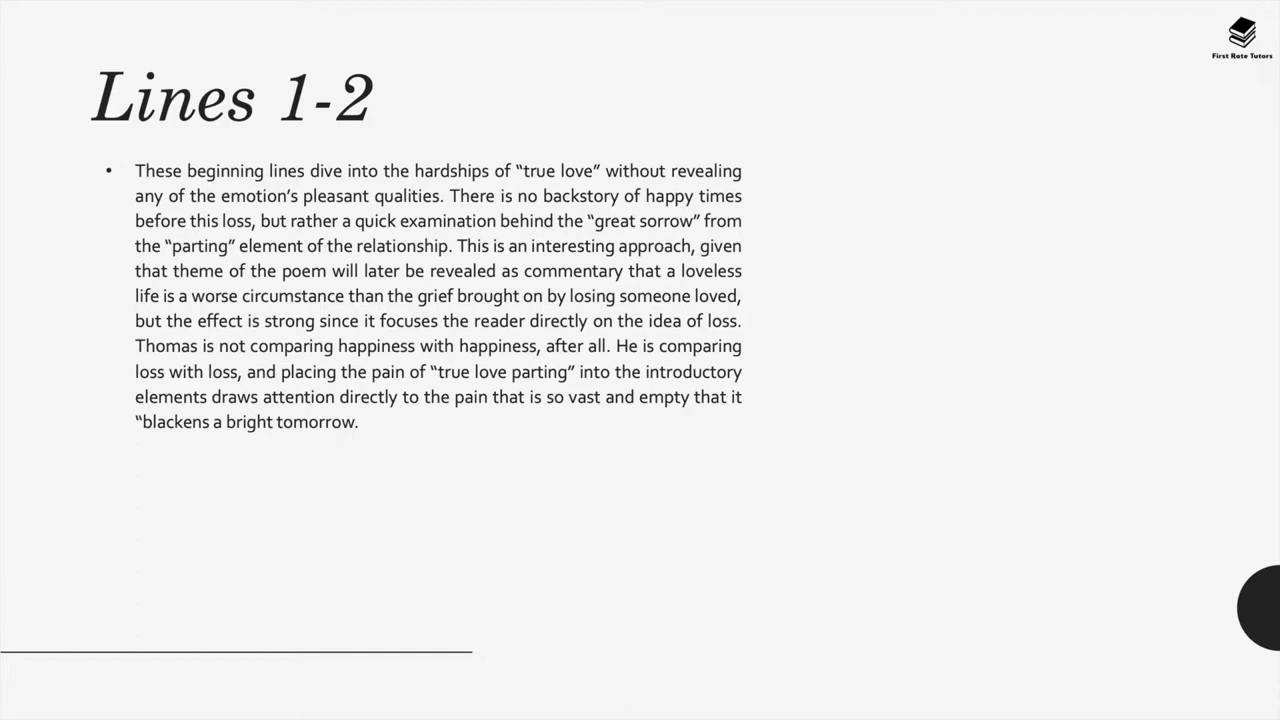 First Rate Tutors
Lines 1-2
• These beginning lines dive into the hardships of “true love” without revealing
any of the emotion’s pleasant qualities. There is no backstory of happy times
before this loss, but rather a quick examination behind the “great sorrow” from
the “parting” element of the relationship. This is an interesting approach, given
that theme of the poem will later be revealed as commentary that a loveless
life is a worse circumstance than the grief brought on by losing someone loved,
but the effect is strong since it focuses the reader directly on the idea of loss.
Thomas is not comparing happiness with happiness, after all. He is comparing
loss with loss, and placing the pain of “true love parting” into the introductory
elements draws attention directly to the pain that is so vast and empty that it
“blackens a bright tomorrow.